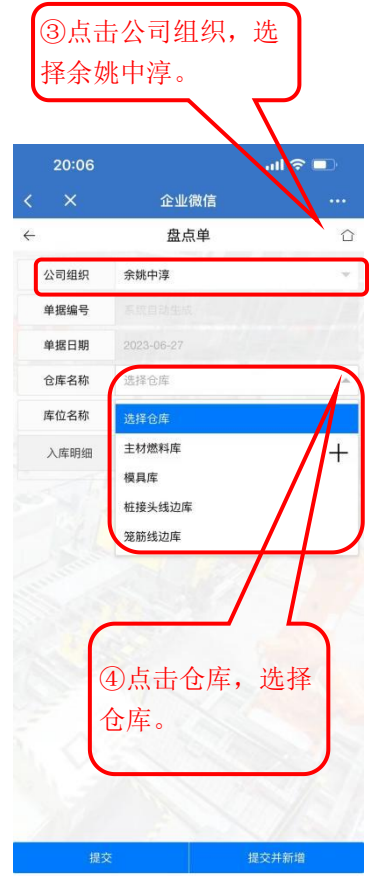 ③点击公司组织，选
择余姚中淳。
20:06
企业微信
盘点单
公司组织
余姚中淳
单据编号
系统自动生成
单据日期
2023-06-27
仓库名称
选择仓库
库位名称
选择仓库
入库明细
主材燃料库
模具库
桩接头线边库
笼筋线边库
④点击仓库，选择
仓库。
提交
提交并新增